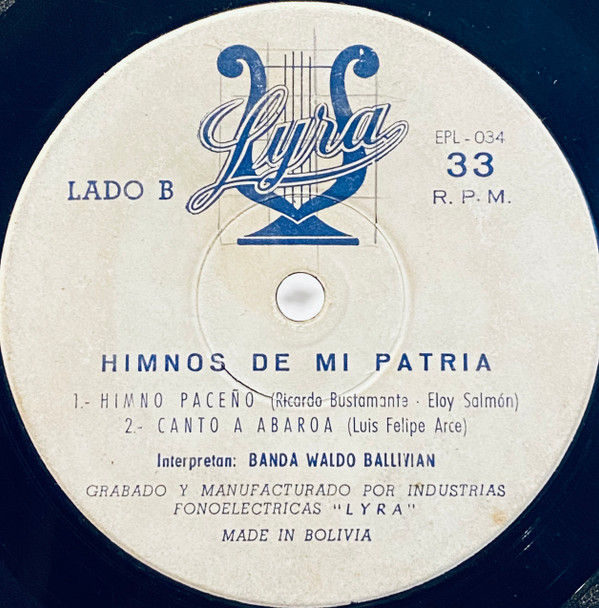 Lyra
EPL - 034
33
R. P. M.
LADO B
HIMNOS DE MI PATRIA
1.- HIMNO PACEÑO (Ricardo Bustamante - Eloy Salmón)
2.- CANTO A ABAROA (Luis Felipe Arce)
Interpretan: BANDA WALDO BALLIVIAN
GRABADO Y MANUFACTURADO POR INDUSTRIAS
FONOELECTRICAS "LYRA"
MADE IN BOLIVIA